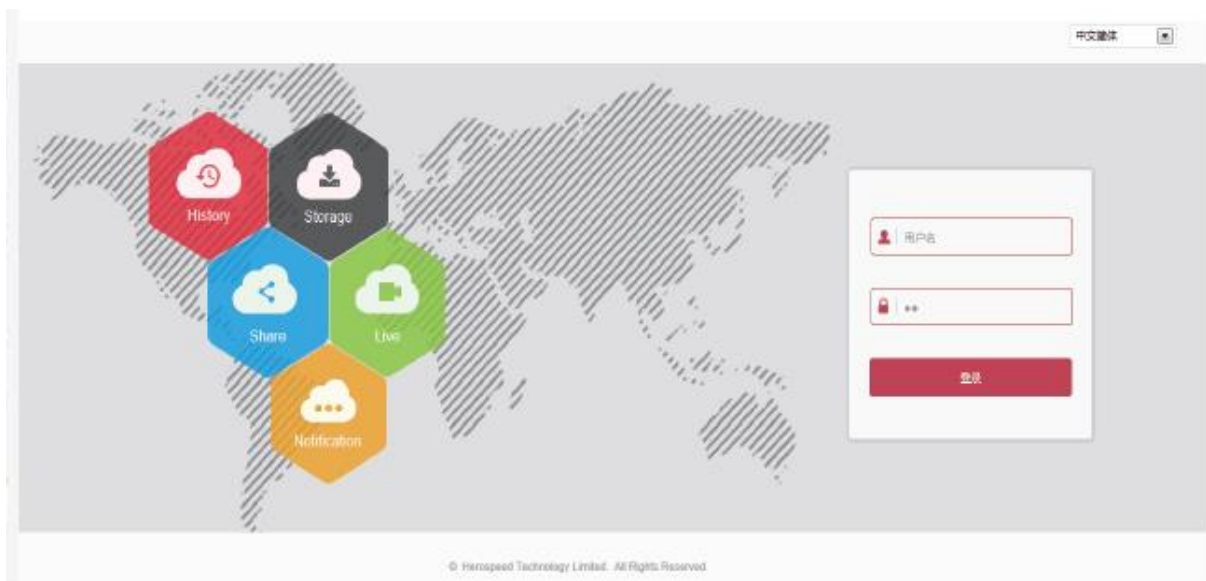 中文简体
History
Storage
用户名
Share
Live
登录
Notification
© Herospeed Technology Limited. All Rights Reserved